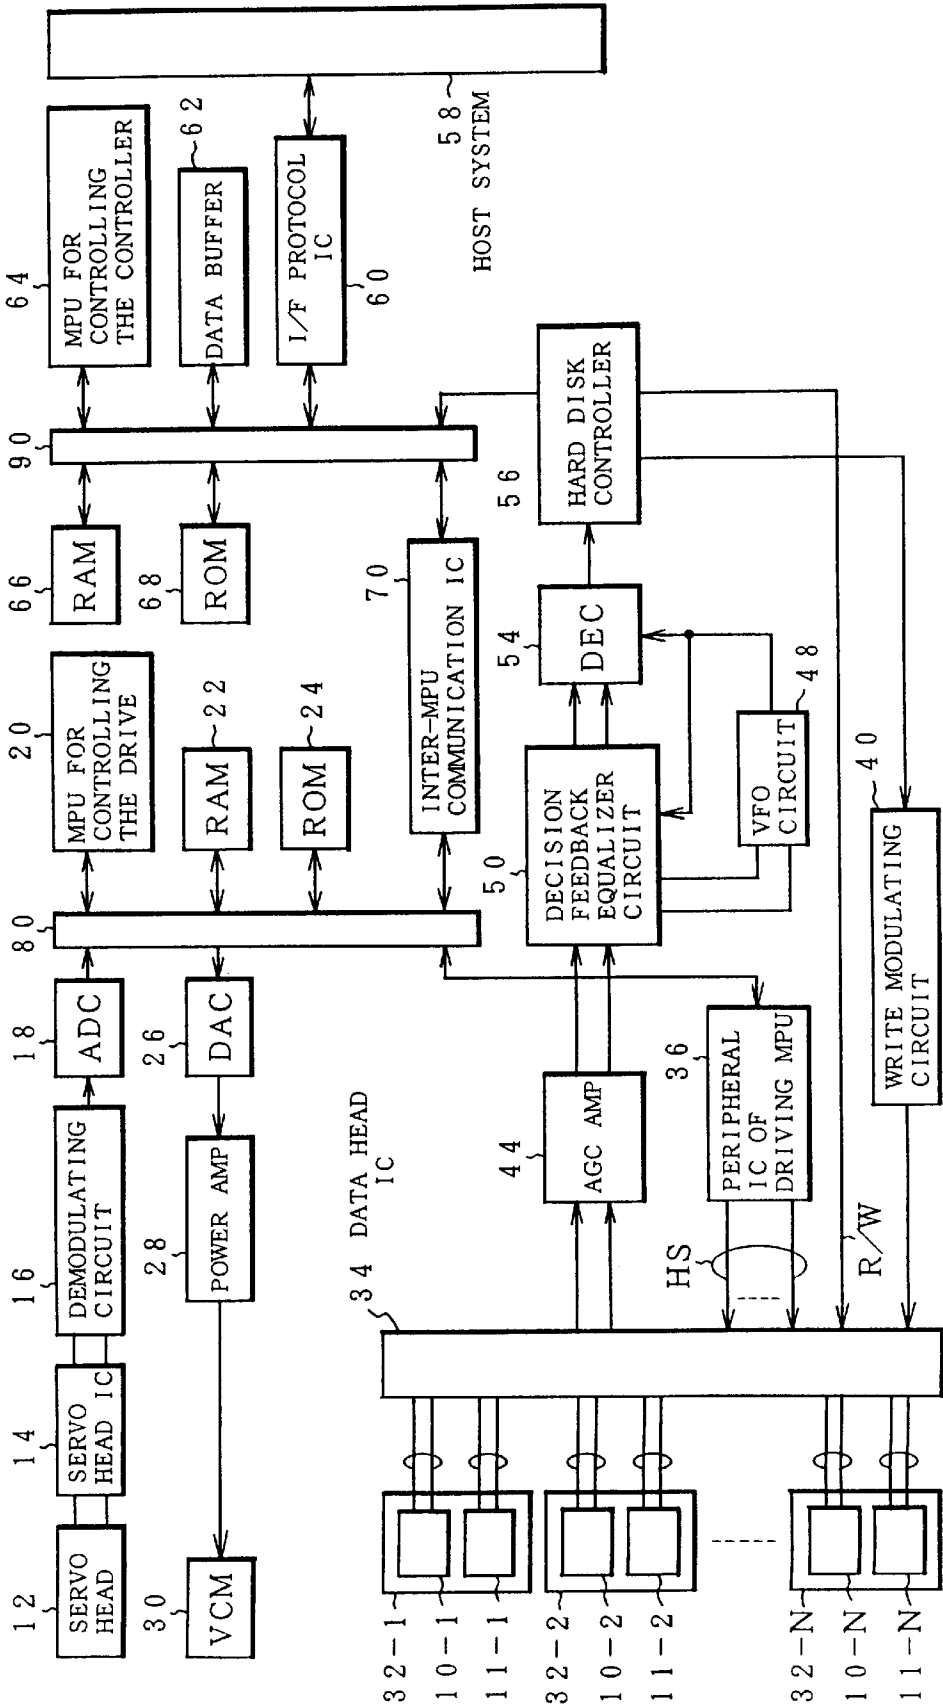 12
SERVO
HEAD
14
SERVO
HEAD IC
16
DEMODULATING
CIRCUIT
18
ADC
80
20
MPU FOR
CONTROLLING
THE DRIVE
66
RAM
90
64
MPU FOR
CONTROLLING
THE CONTROLLER
30
VCM
28
POWER AMP
26
DAC
RAM
22
68
ROM
DATA BUFFER
62
ROM
24
I/F PROTOCOL
IC
60
70
INTER-MPU
COMMUNICATION IC
58
HOST SYSTEM
34 DATA HEAD
IC
44
AGC AMP
50
DECISION
FEEDBACK
EQUALIZER
CIRCUIT
54
DEC
56
HARD DISK
CONTROLLER
32-1
10-1
11-1
32-2
10-2
11-2
32-N
10-N
11-N
HS
36
PERIPHERAL
IC OF
DRIVING MPU
VFO
CIRCUIT
48
R/W
WRITE MODULATING
CIRCUIT
40